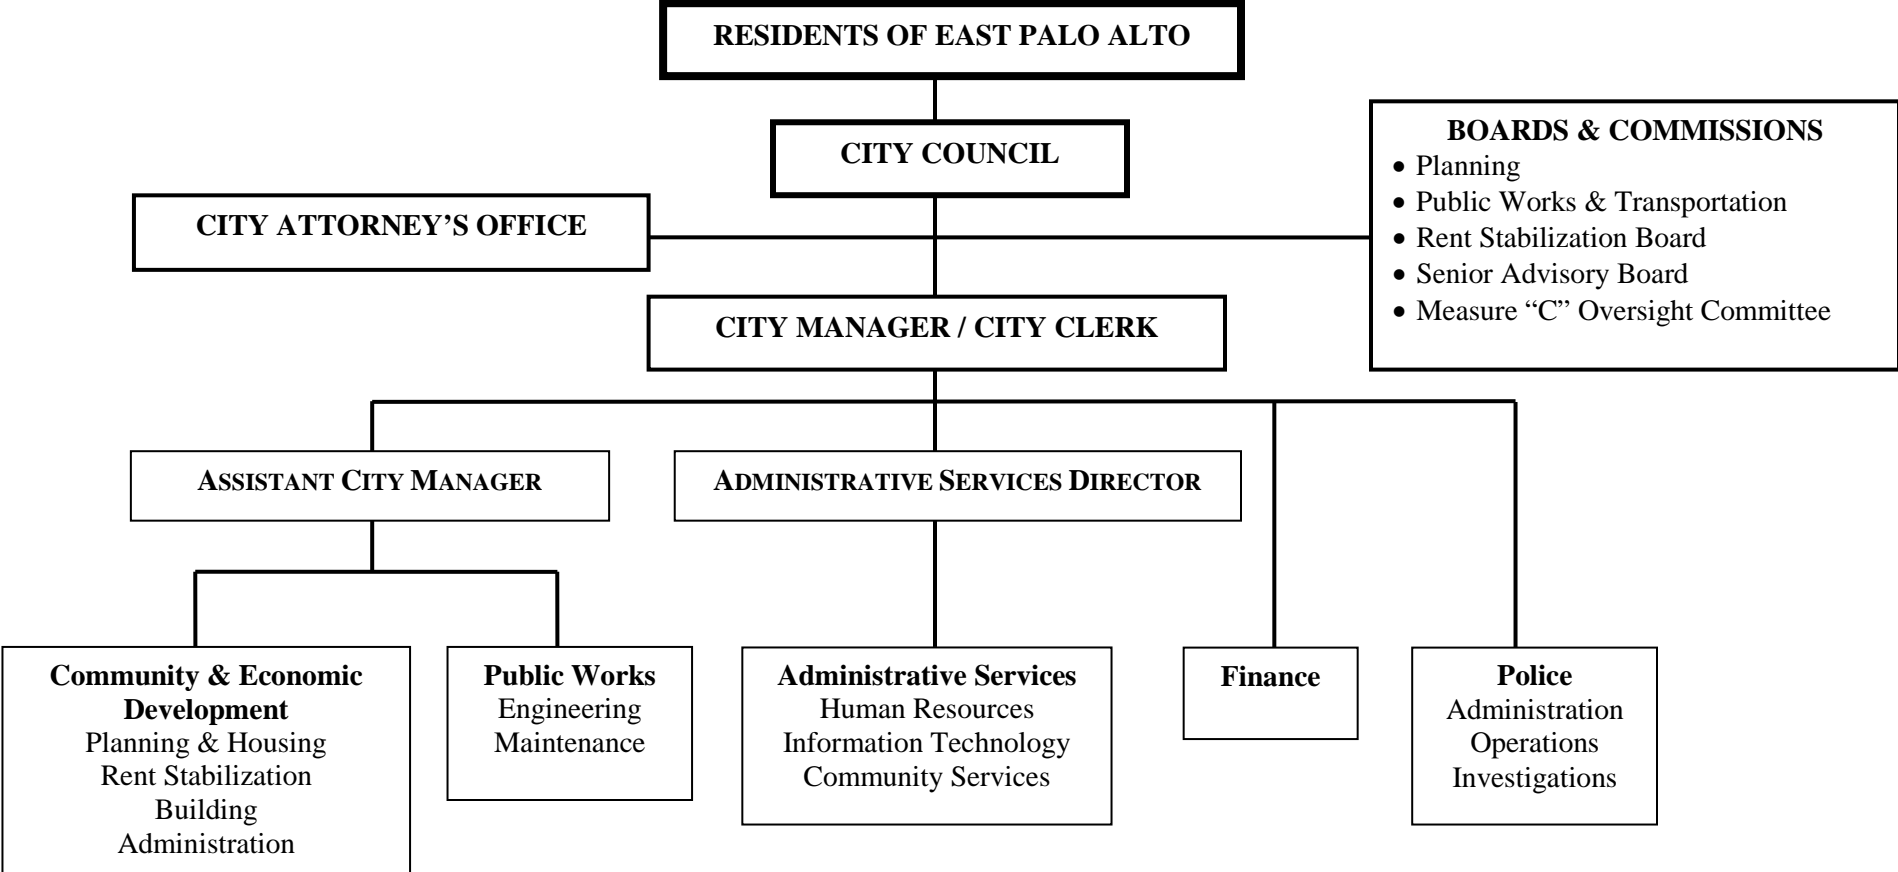 RESIDENTS OF EAST PALO ALTO
CITY COUNCIL
BOARDS & COMMISSIONS
• Planning
• Public Works & Transportation
• Rent Stabilization Board
• Senior Advisory Board
• Measure “C” Oversight Committee
CITY ATTORNEY’S OFFICE
CITY MANAGER / CITY CLERK
ASSISTANT CITY MANAGER
ADMINISTRATIVE SERVICES DIRECTOR
Community & Economic
Development
Planning & Housing
Rent Stabilization
Building
Administration
Public Works
Engineering
Maintenance
Administrative Services
Human Resources
Information Technology
Community Services
Finance
Police
Administration
Operations
Investigations